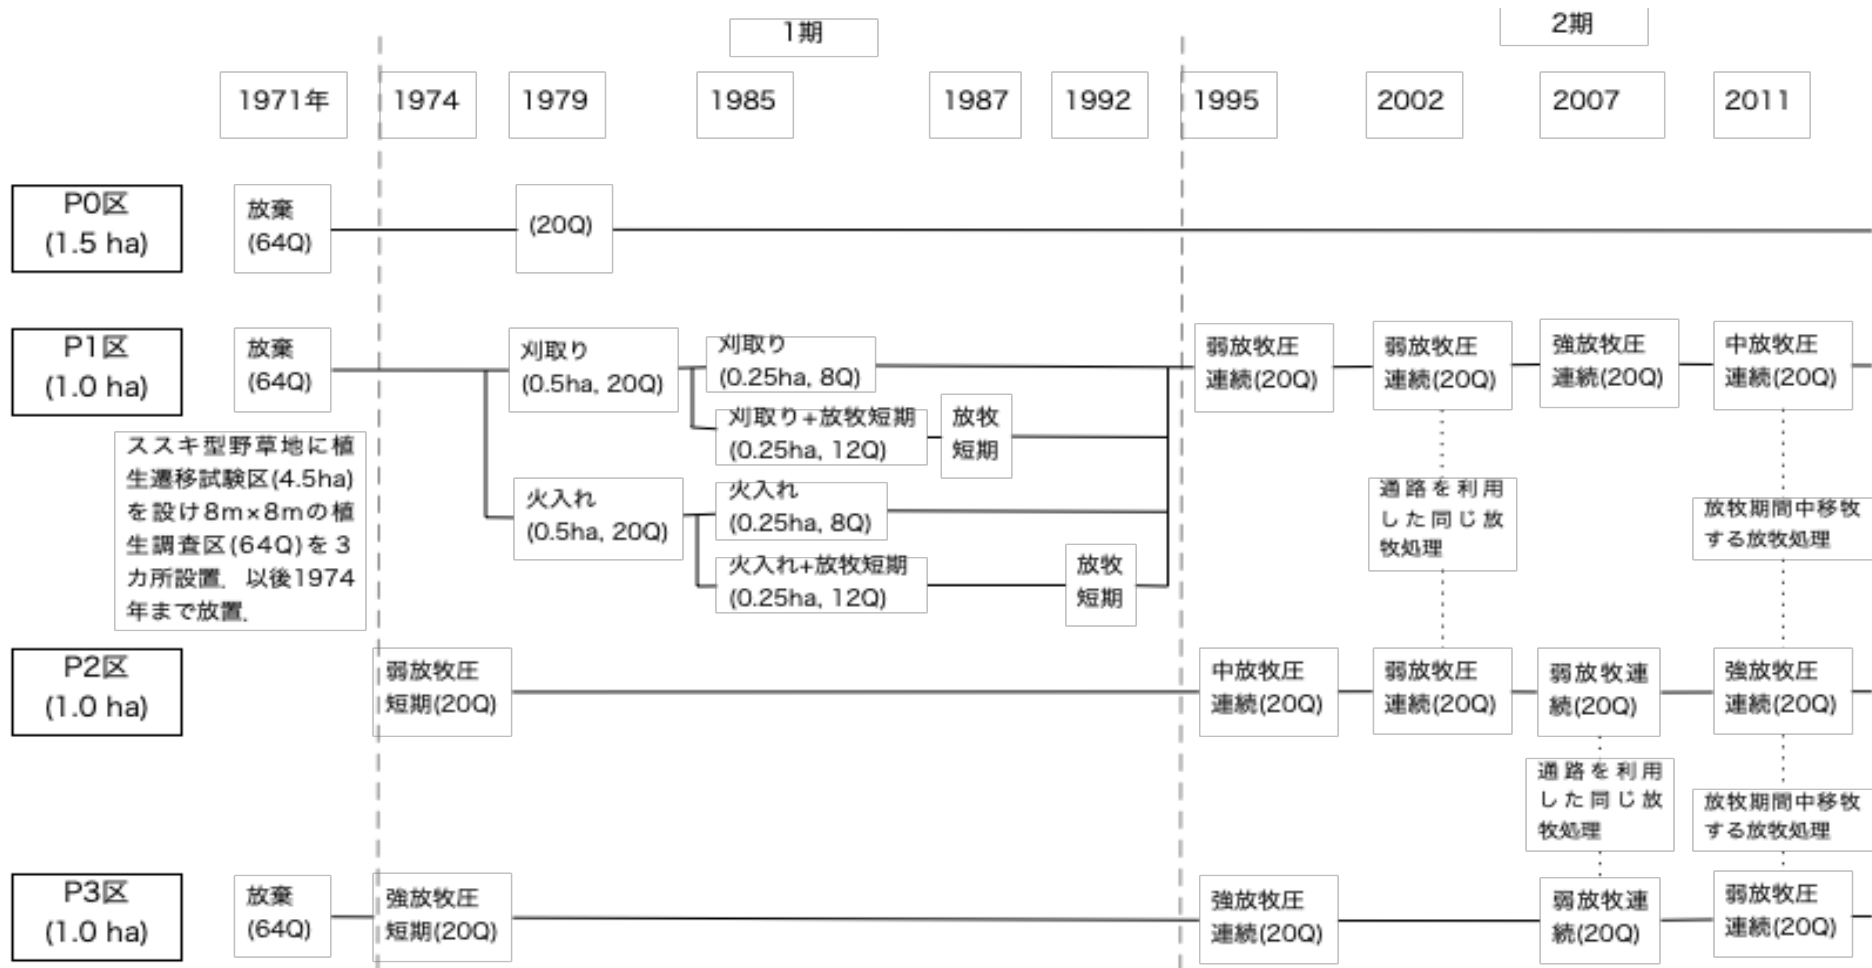 1期
2期
1971年
1974
1979
1985
1987
1992
1995
2002
2007
2011
P0区
(1.5 ha)
放棄
(64Q)
(20Q)
P1区
(1.0 ha)
放棄
(64Q)
刈取り
(0.5ha, 20Q)
刈取り
(0.25ha, 8Q)
刈取り+放牧短期
(0.25ha, 12Q)
放牧
短期
火入れ
(0.5ha, 20Q)
火入れ
(0.25ha, 8Q)
火入れ+放牧短期
(0.25ha, 12Q)
放牧
短期
弱放牧圧
連続(20Q)
弱放牧圧
連続(20Q)
強放牧圧
連続(20Q)
中放牧圧
連続(20Q)
ススキ型野草地に植
生遷移試験区(4.5ha)
を設け8m×8mの植
生調査区(64Q)を３
カ所設置．以後1974
年まで放置．
通路を利用
した同じ放
牧処理
放牧期間中移牧
する放牧処理
P2区
(1.0 ha)
弱放牧圧
短期(20Q)
中放牧圧
連続(20Q)
弱放牧圧
連続(20Q)
弱放牧連
続(20Q)
強放牧圧
連続(20Q)
通路を利用
した同じ放
牧処理
放牧期間中移牧
する放牧処理
P3区
(1.0 ha)
放棄
(64Q)
強放牧圧
短期(20Q)
強放牧圧
連続(20Q)
弱放牧連
続(20Q)
弱放牧圧
連続(20Q)